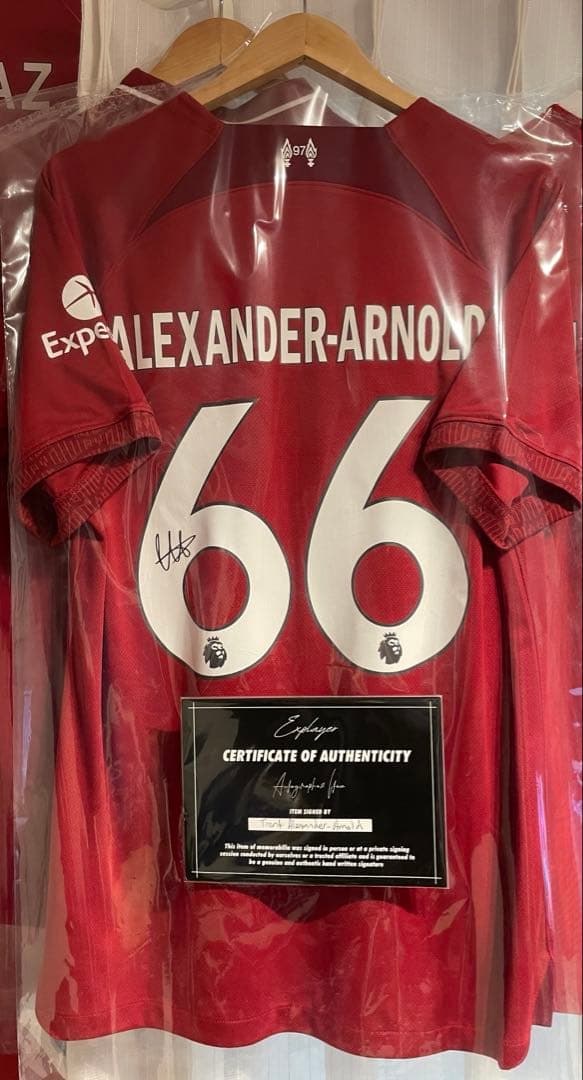 AZ
97
Expe
ALEXANDER-ARNOLD
66
Explayer
CERTIFICATE OF AUTHENTICITY
ITEM SIGNED BY
Trent Alexander-Arnold
This item of memorabilia was signed in person or at a private signing
session conducted by ourselves or a trusted affiliate and is guaranteed to
be a genuine and authentic hand written signature